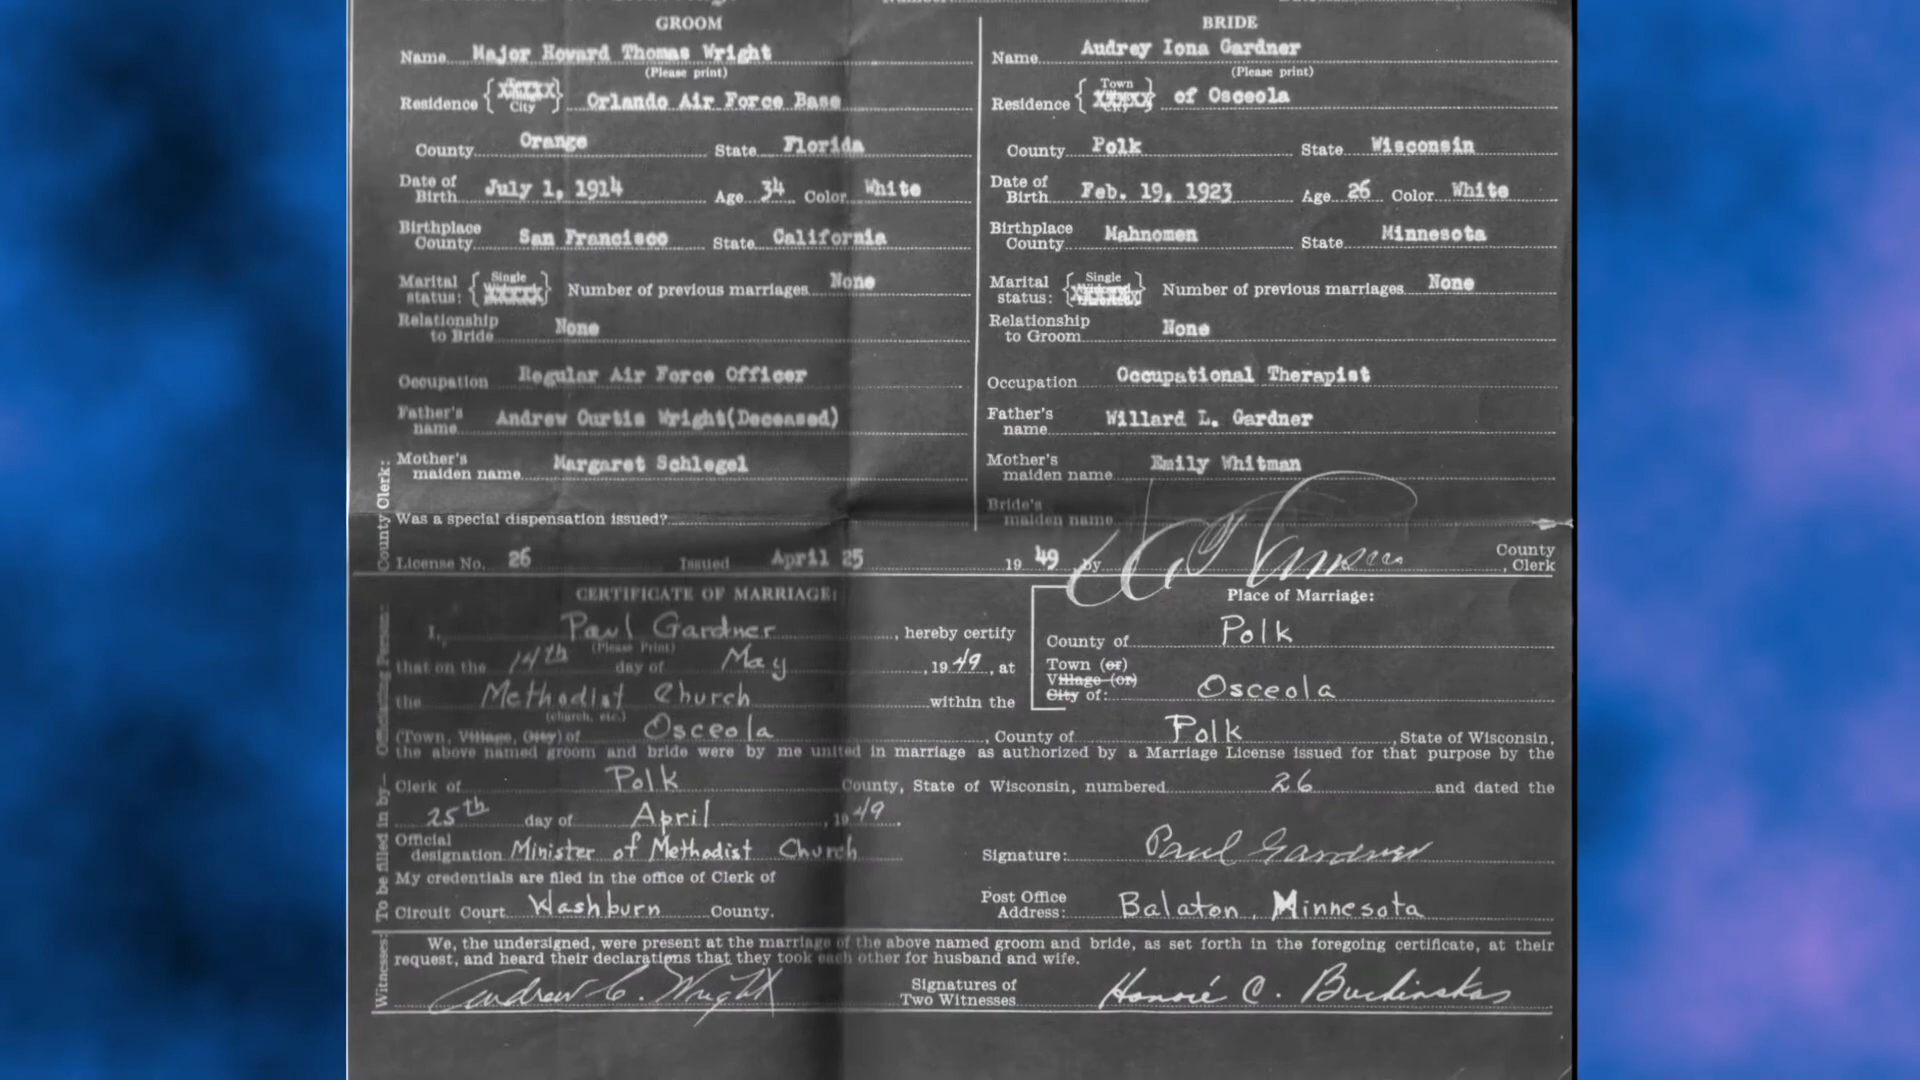 GROOM
Name Major Howard Thomas Wright
(Please print)
Residence { City } Orlando Air Force Base
County Orange State Florida
Date of Birth July 1, 1914 Age 34 Color White
Birthplace County San Francisco State California
Marital status: { Single } Number of previous marriages None
Relationship to Bride None
Occupation Regular Air Force Officer
Father's name Andrew Curtis Wright(Deceased)
Mother's maiden name Margaret Schlegel
Was a special dispensation issued?
BRIDE
Name Audrey Iona Gardner
(Please print)
Residence { Town } of Osceola
County Polk State Wisconsin
Date of Birth Feb. 19, 1923 Age 26 Color White
Birthplace County Mahnomen State Minnesota
Marital status: { Single } Number of previous marriages None
Relationship to Groom None
Occupation Occupational Therapist
Father's name Willard L. Gardner
Mother's maiden name Emily Whitman
Bride's maiden name
County Clerk:
License No. 26 Issued April 25 19 49 by County Clerk
CERTIFICATE OF MARRIAGE:
I, Paul Gardner, hereby certify
(Please Print)
that on the 14th day of May, 1949, at
the Methodist Church within the
(church, etc.)
Place of Marriage:
County of Polk
Town (or)
Village (or)
City of: Osceola
(Town, Village, City) of Osceola, County of Polk, State of Wisconsin,
the above named groom and bride were by me united in marriage as authorized by a Marriage License issued for that purpose by the
Clerk of Polk County, State of Wisconsin, numbered 26 and dated the
25th day of April, 1949.
Official designation Minister of Methodist Church Signature: Paul Gardner
My credentials are filed in the office of Clerk of
Circuit Court Washburn County. Post Office Address: Balaton, Minnesota
To be filled in by— Officiating Person:
We, the undersigned, were present at the marriage of the above named groom and bride, as set forth in the foregoing certificate, at their
request, and heard their declarations that they took each other for husband and wife.
Witnesses: Andrew C. Wright Signatures of Two Witnesses Honoré C. Buchinskas